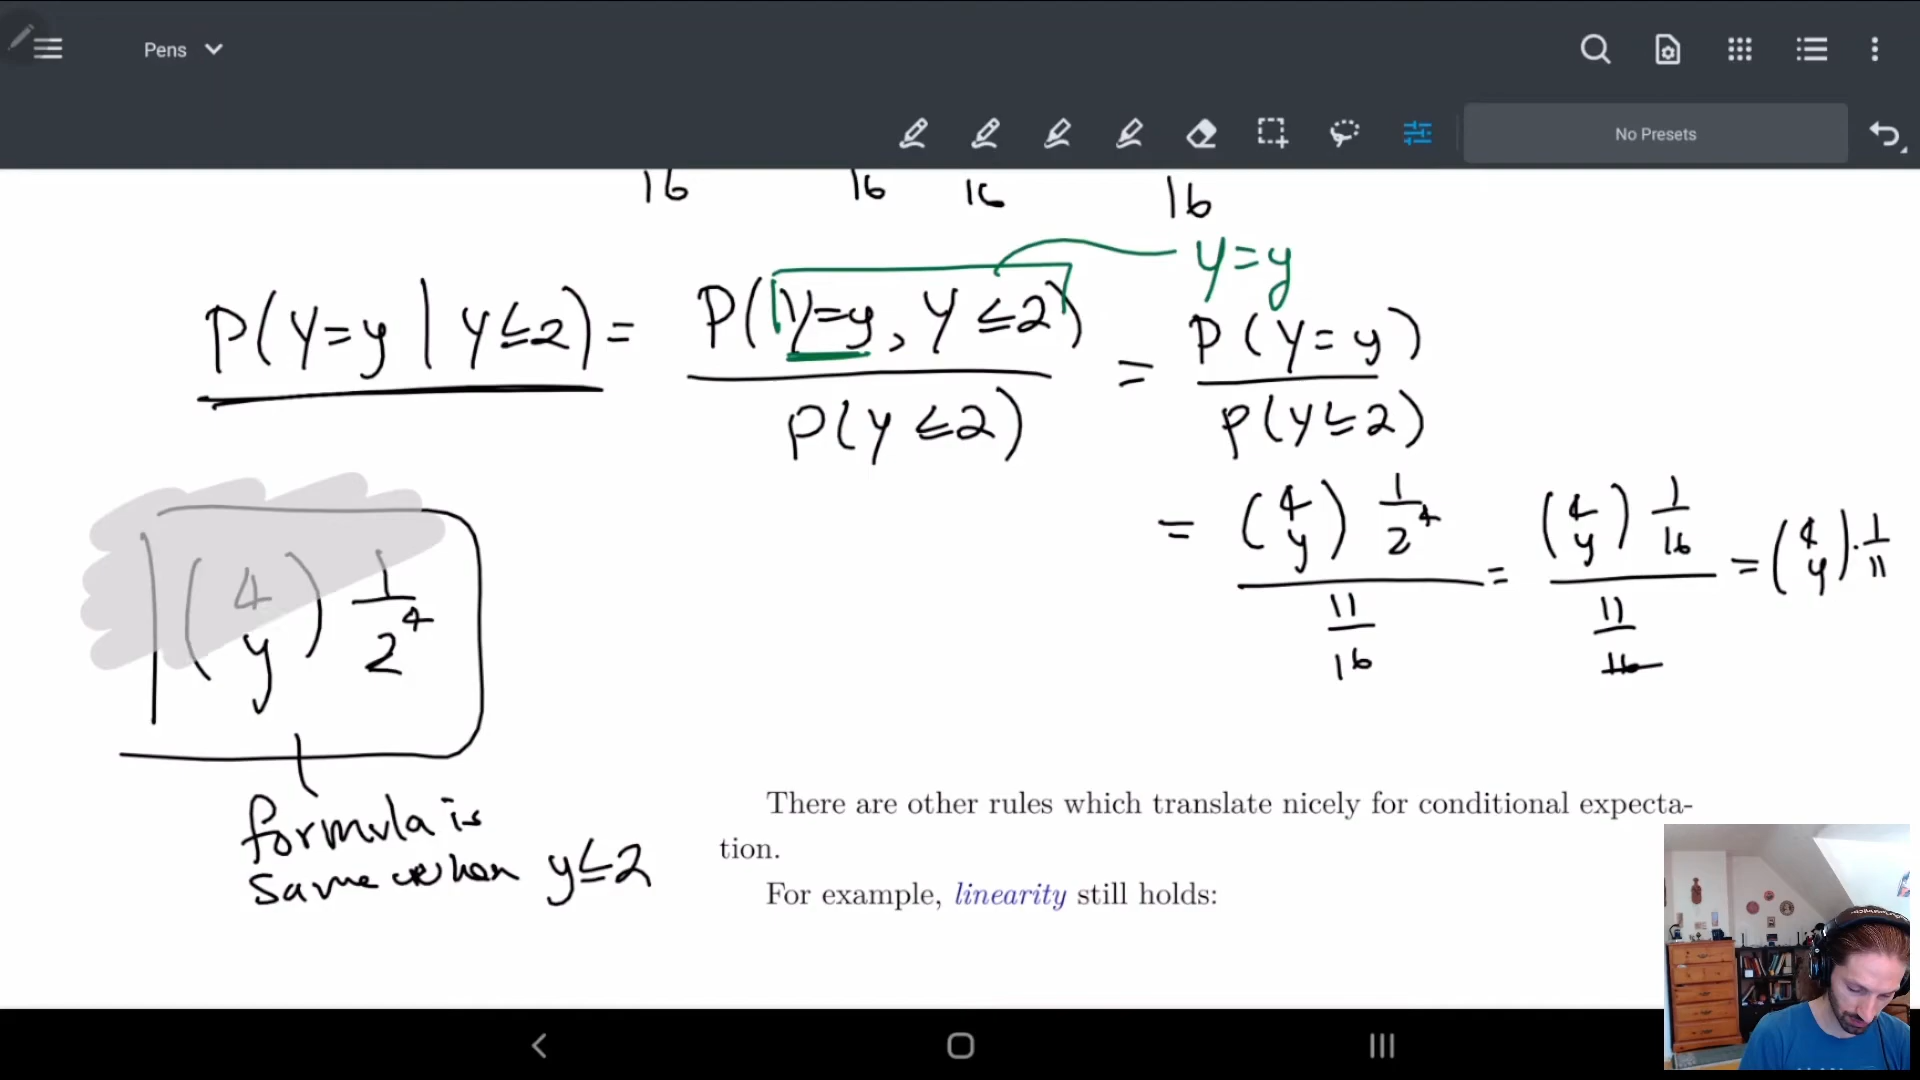 Pens
No Presets
16 16 16 16
Y=y
P(Y=y | Y≤2) = P(Y=y, Y≤2) / P(Y≤2) = P(Y=y) / P(Y≤2)
= (4 y) 1/2^4 / 11/16 = (4 y) 1/16 / 11/16 = (4 y) · 1/11
(4 y) 1/2^4
formula is
same when y≤2
There are other rules which translate nicely for conditional expecta-
tion.
For example, linearity still holds: